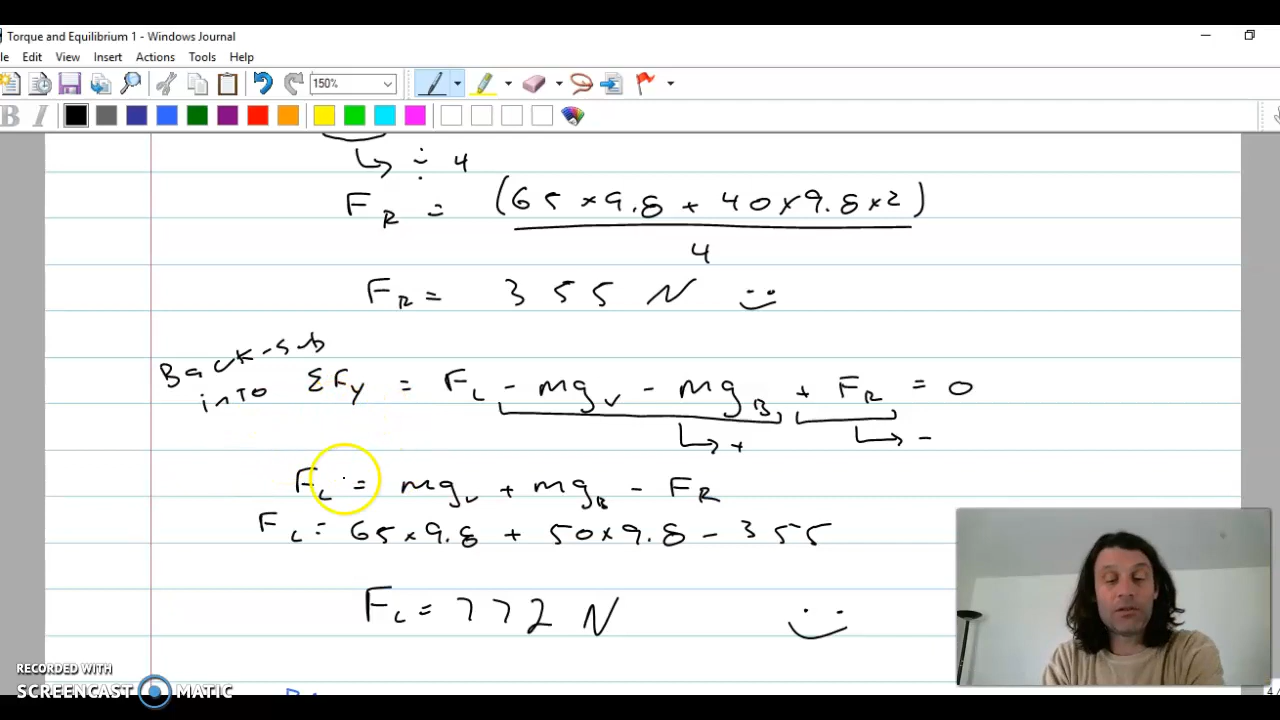 Torque and Equilibrium 1 - Windows Journal
le Edit View Insert Actions Tools Help
150%
B I
÷ 4
F_R = (65 × 9.8 + 40 × 9.8 × 2)
4
F_R = 355 N
Back-sub
into ΣFy = F_L - mg_v - mg_B + F_R = 0
+ -
F_L = mg_v + mg_B - F_R
F_L = 65 × 9.8 + 50 × 9.8 - 355
F_L = 772 N
RECORDED WITH
SCREENCAST MATIC